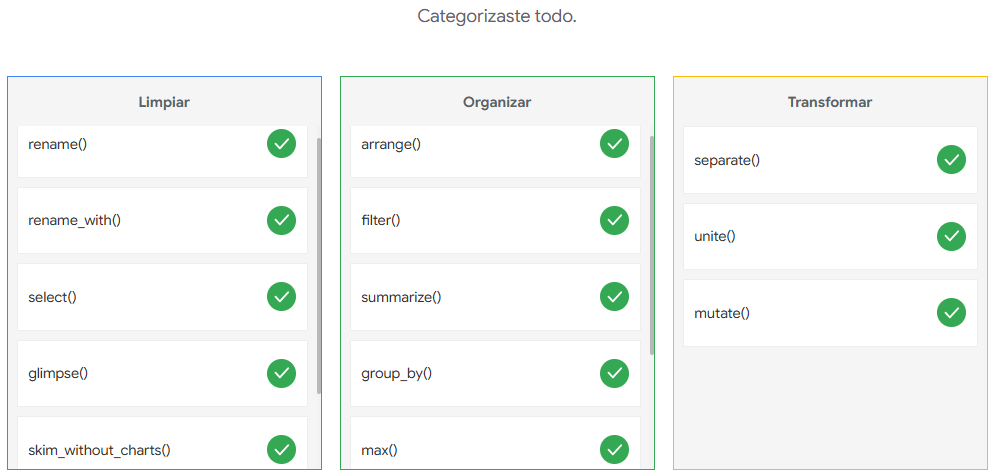 Categorizaste todo.
Limpiar
rename()
rename_with()
select()
glimpse()
skim_without_charts()
Organizar
arrange()
filter()
summarize()
group_by()
max()
Transformar
separate()
unite()
mutate()